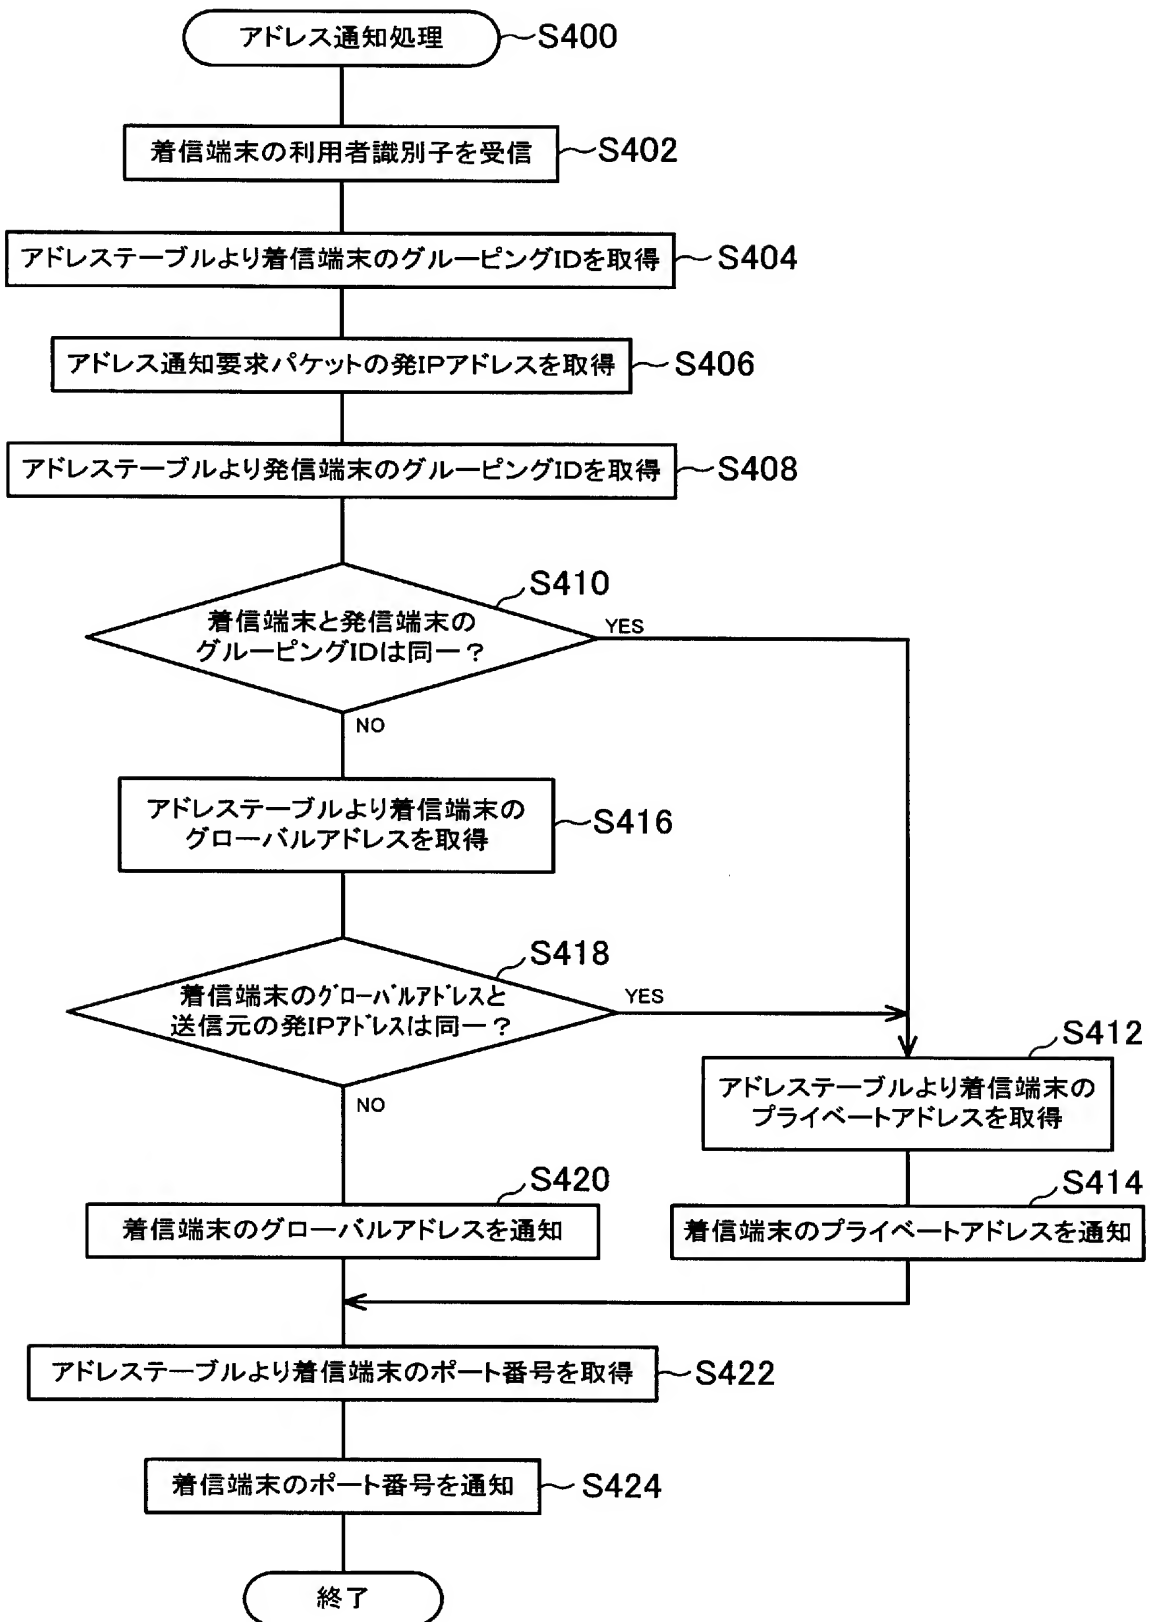 アドレス通知処理 S400
着信端末の利用者識別子を受信 S402
アドレステーブルより着信端末のグルーピングIDを取得 S404
アドレス通知要求パケットの発IPアドレスを取得 S406
アドレステーブルより発信端末のグルーピングIDを取得 S408
S410
着信端末と発信端末の
グルーピングIDは同一?
YES
NO
アドレステーブルより着信端末の
グローバルアドレスを取得
S416
S418
着信端末のグローバルアドレスと
送信元の発IPアドレスは同一?
YES
NO
S412
アドレステーブルより着信端末の
プライベートアドレスを取得
S420
着信端末のグローバルアドレスを通知
S414
着信端末のプライベートアドレスを通知
アドレステーブルより着信端末のポート番号を取得 S422
着信端末のポート番号を通知 S424
終了